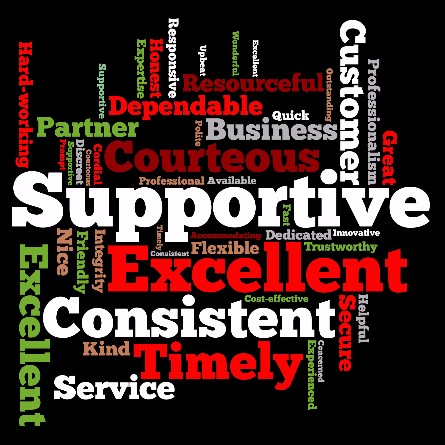 Hard-working
Supportive
Expertise
Honest
Responsive
Upbeat
Wonderful
Excellent
Resourceful
Outstanding
Customer
Professionalism
Dependable
Quick
Partner
Polite
Business
Great
Prompt
Supportive
Discreet
Courteous
Cordial
Courteous
Professional
Available
Supportive
Fast
Nice
Friendly
Integrity
Timely
Consistent
Accommodating
Flexible
Dedicated
Innovative
Trustworthy
Excellent
Excellent
Cost-effective
Consistent
Secure
Helpful
Kind
Timely
Experienced
Concerned
Service